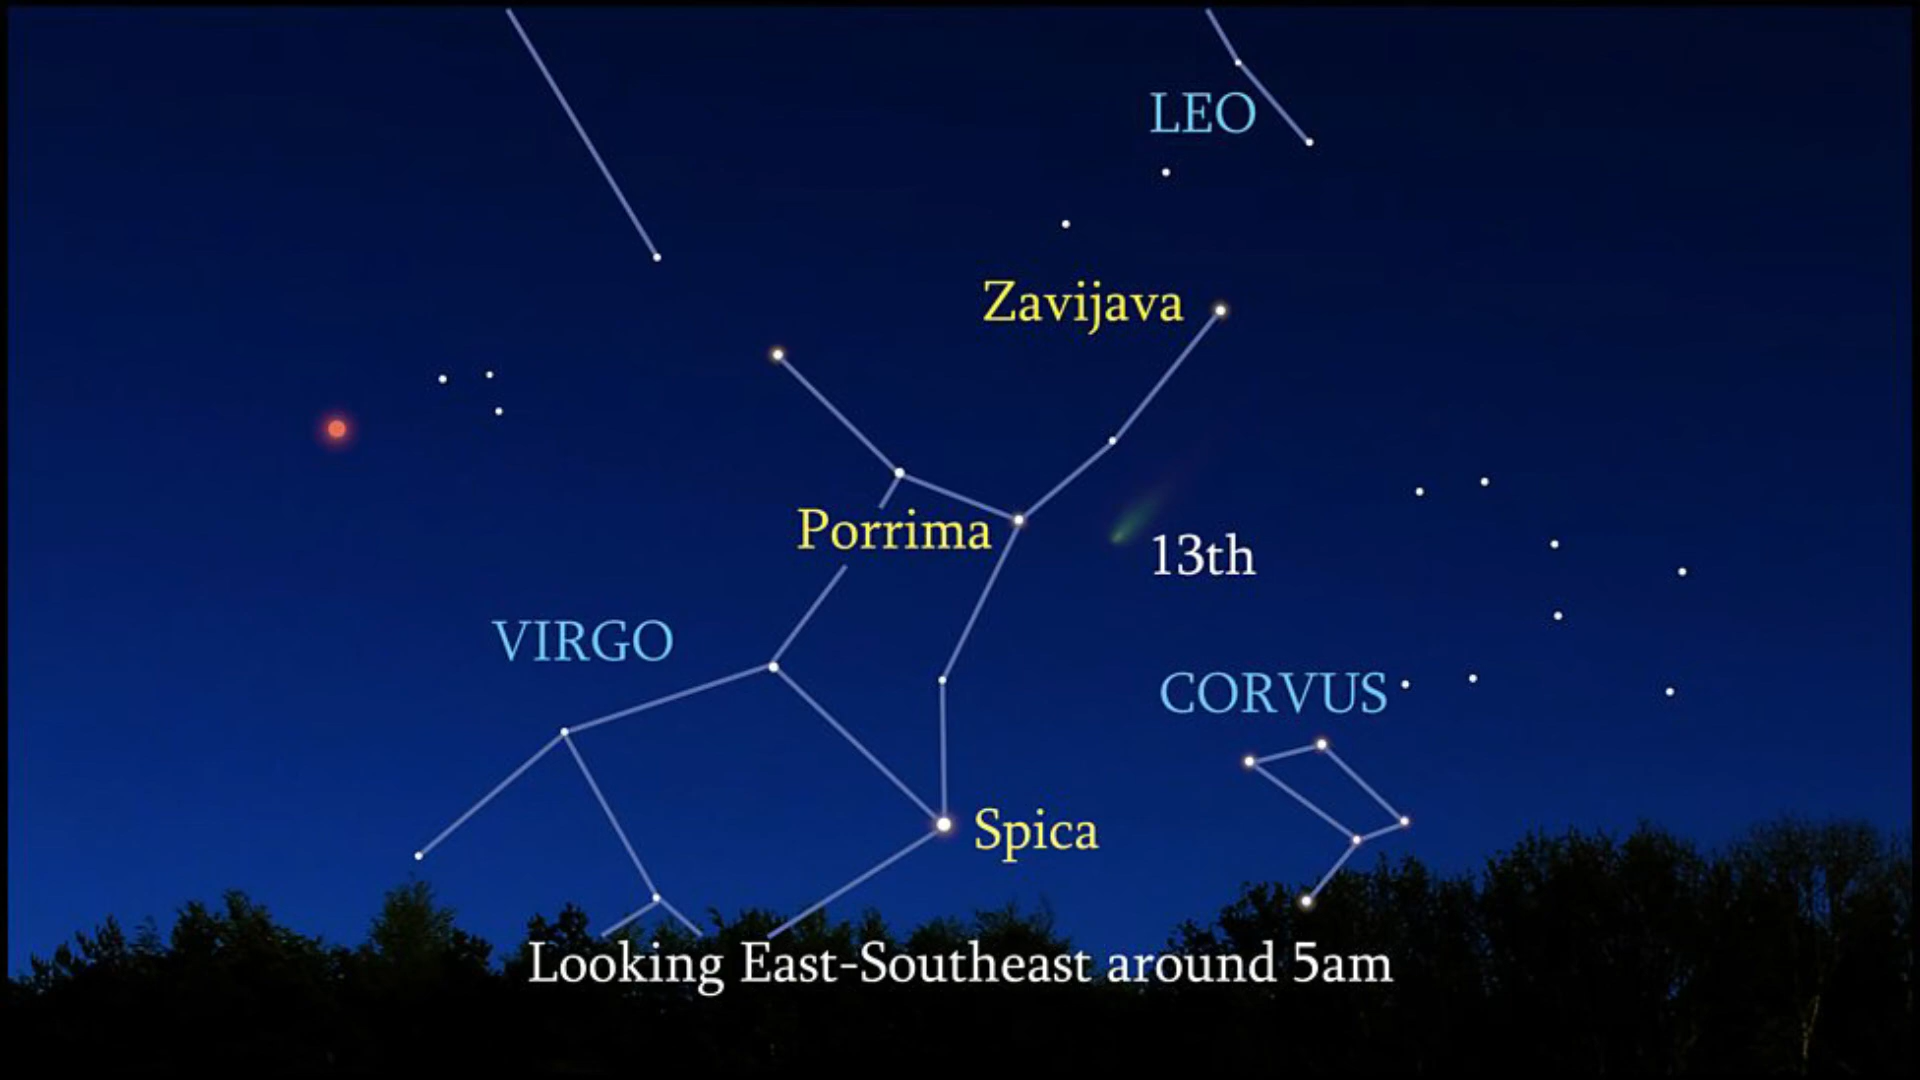 LEO
Zavijava
Porrima
13th
VIRGO
CORVUS
Spica
Looking East-Southeast around 5am